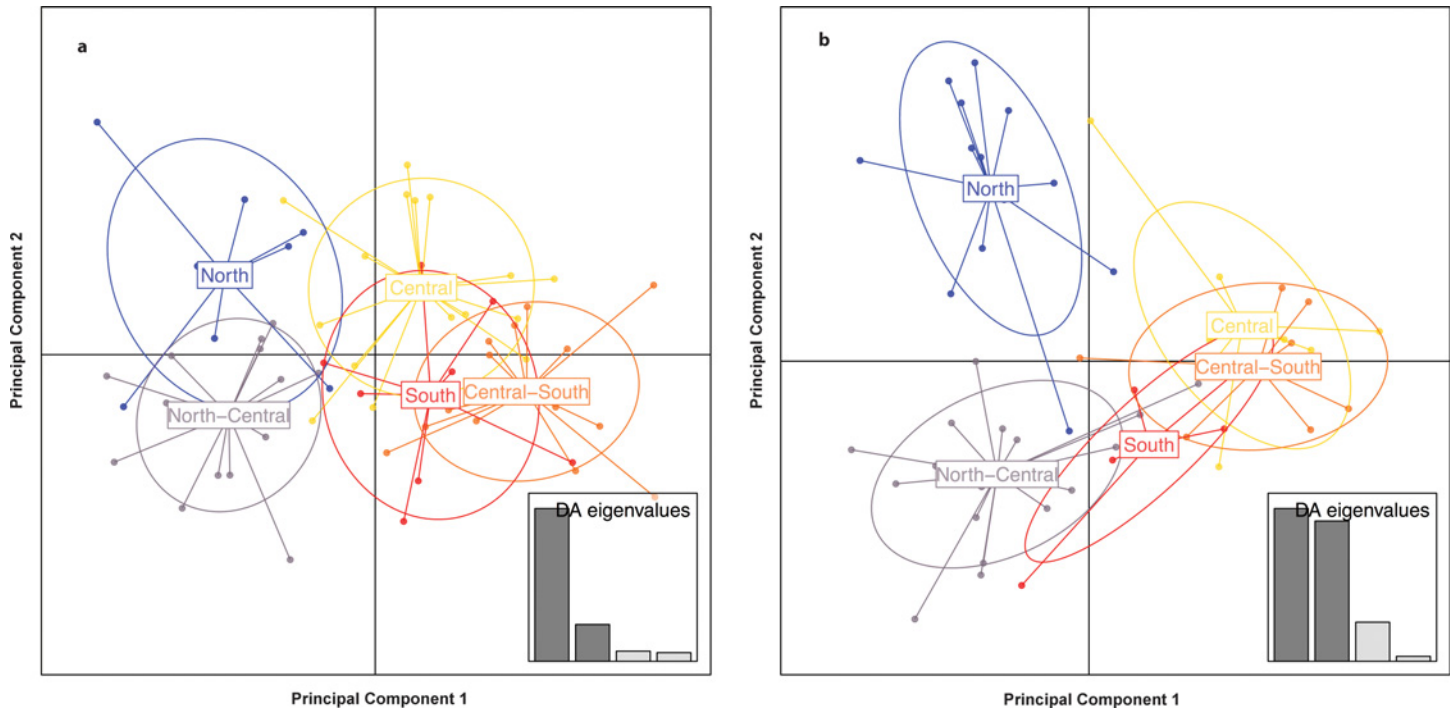 a
North
Central
North–Central
South
Central–South
DA eigenvalues
Principal Component 2
Principal Component 1
b
North
Central
Central–South
South
North–Central
DA eigenvalues
Principal Component 2
Principal Component 1